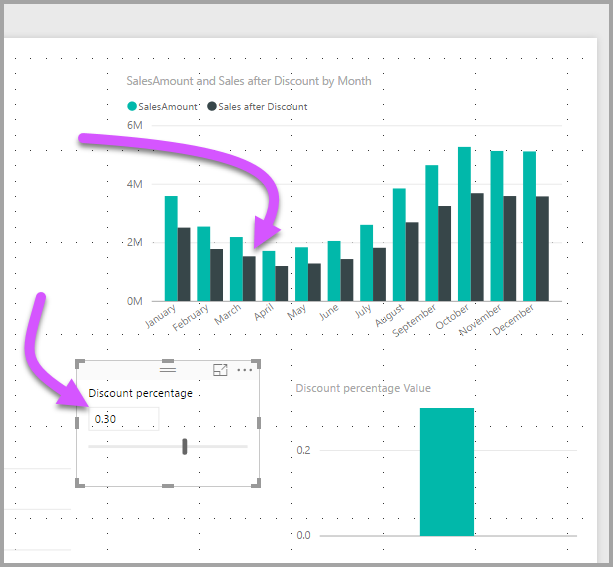 SalesAmount and Sales after Discount by Month
SalesAmount Sales after Discount
6M
4M
2M
0M
January February March April May June July August September October November December
Discount percentage
0.30
Discount percentage Value
0.2
0.0